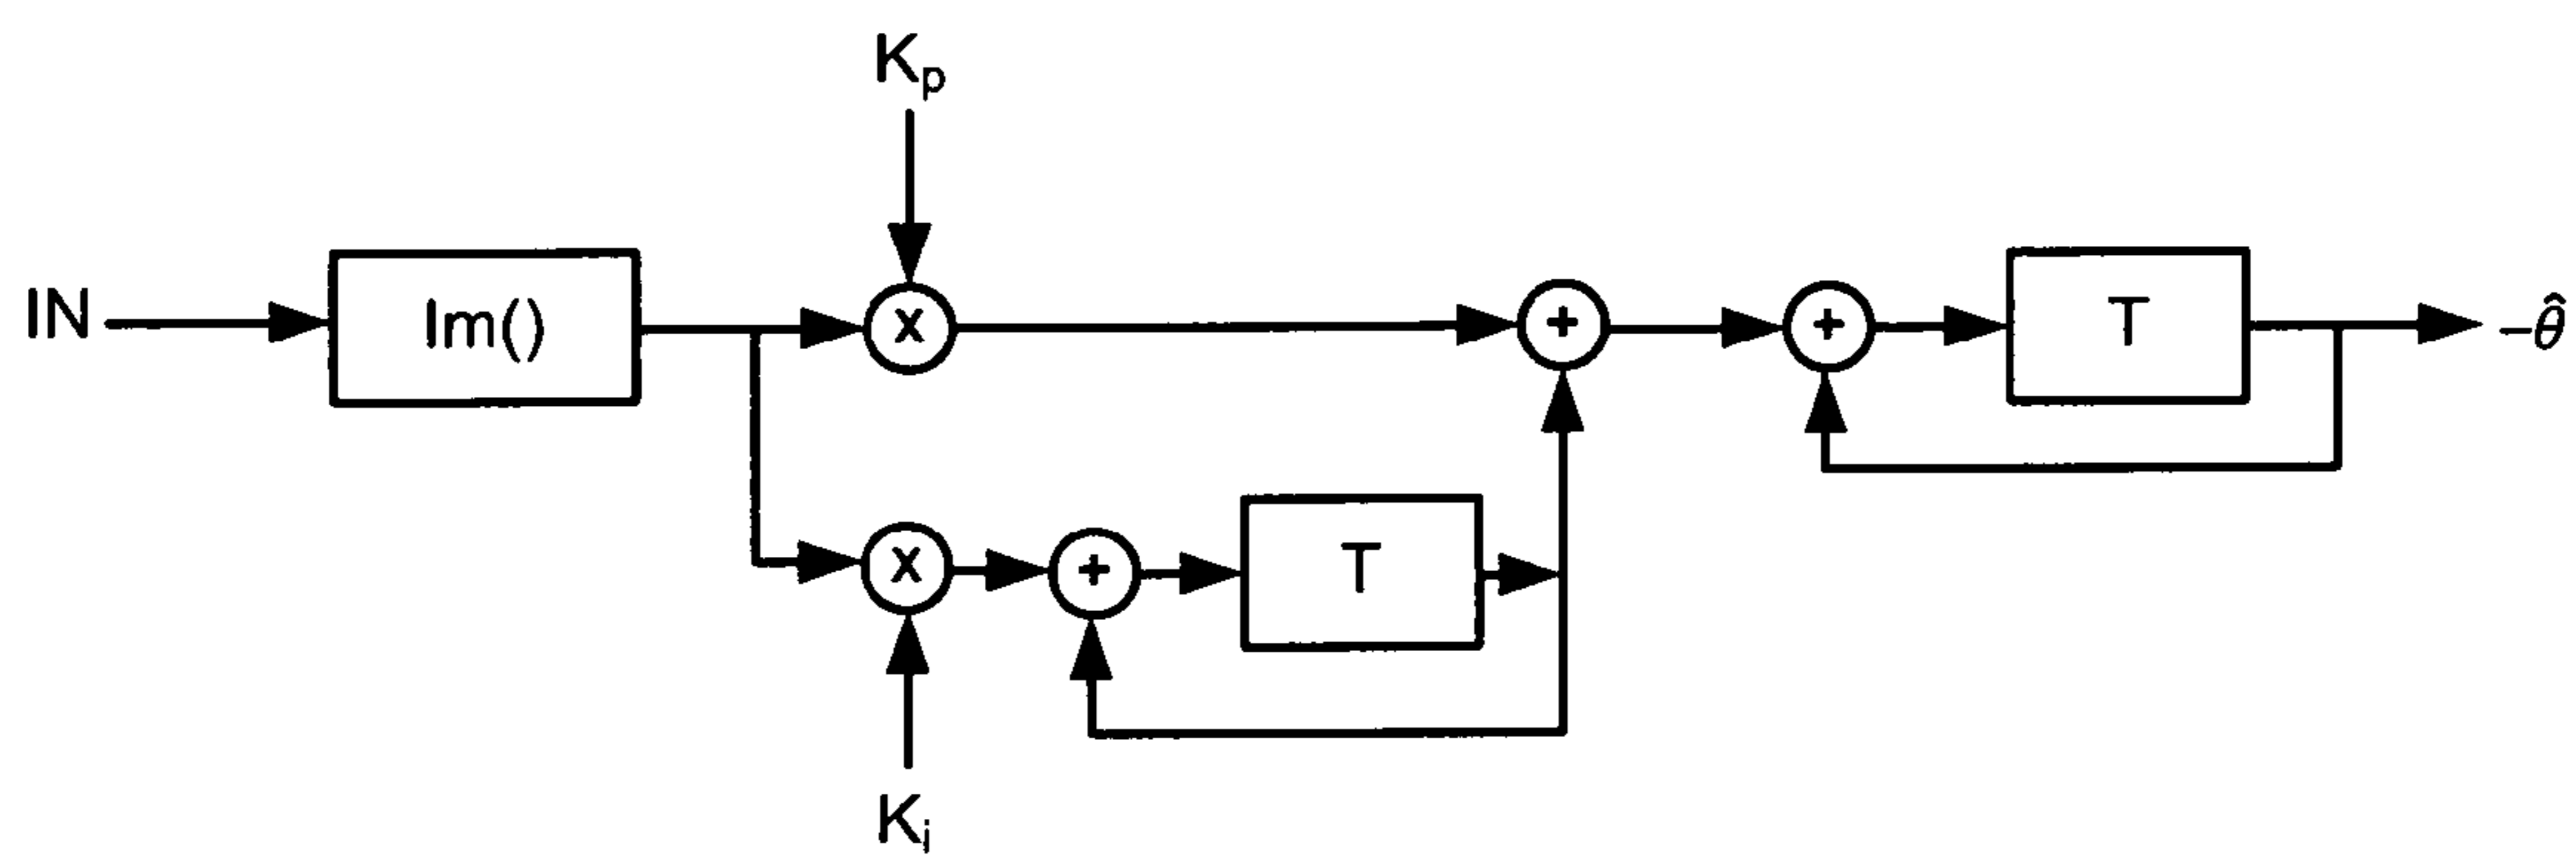 Kp
IN
Im()
x
+
+
T
−θ̂
x
+
T
Ki